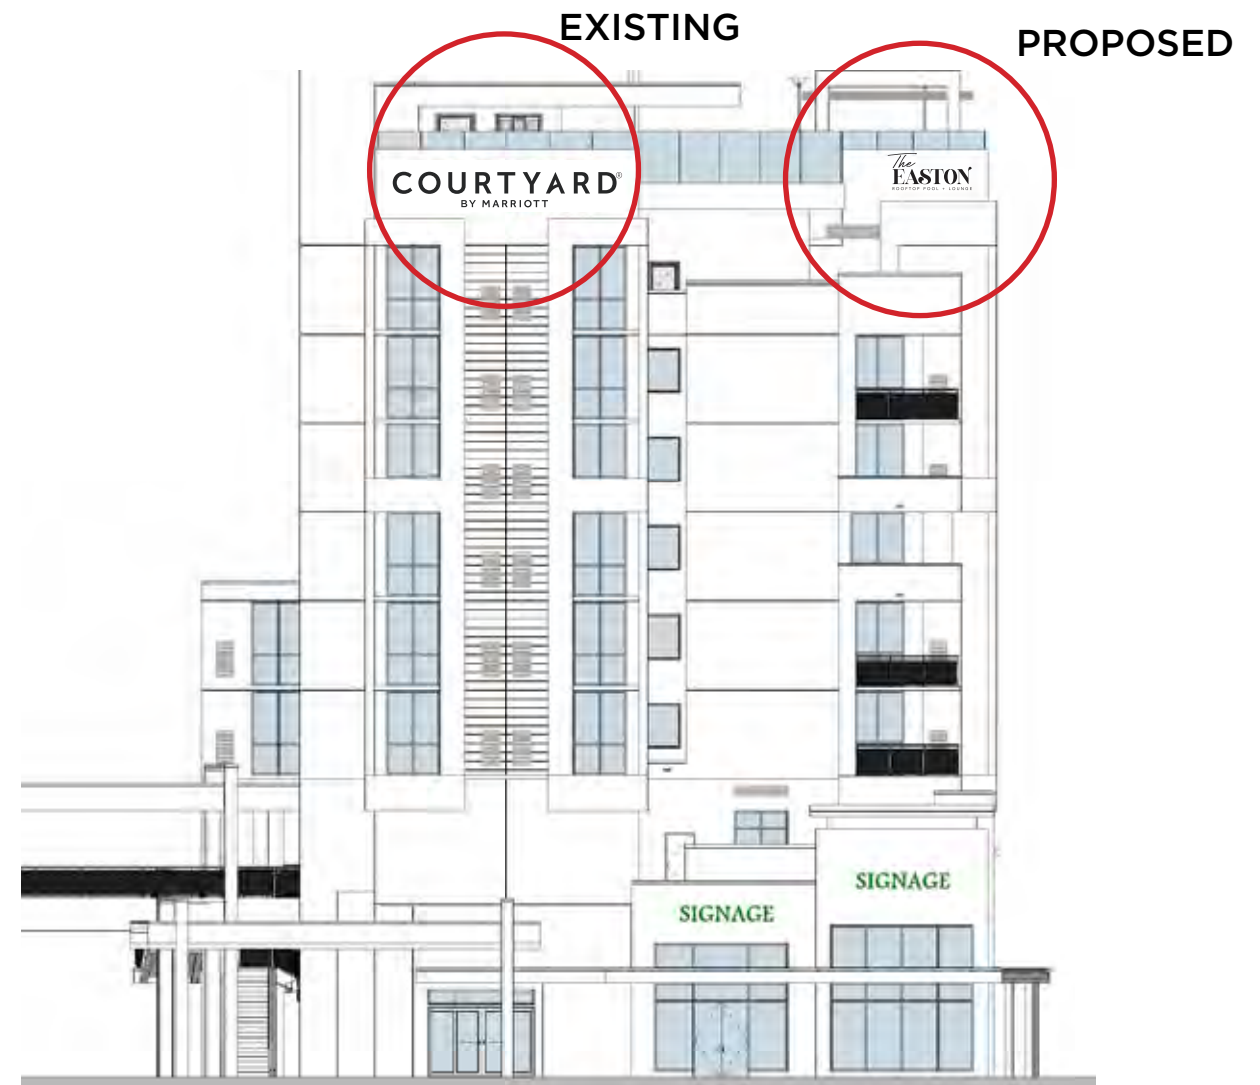 EXISTING
PROPOSED
COURTYARD®
BY MARRIOTT
The
EASTON
ROOFTOP POOL + LOUNGE
SIGNAGE
SIGNAGE